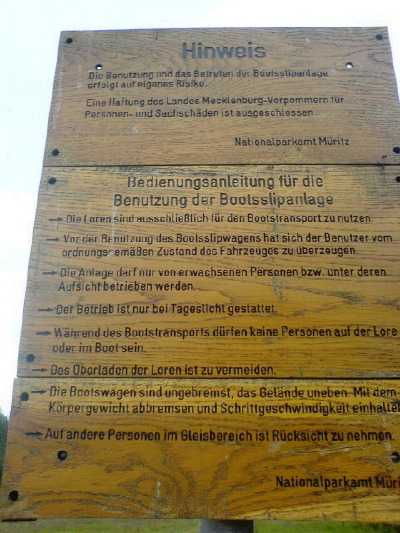 Hinweis
Die Benutzung und das Betreten der Bootsslipanlage
erfolgt auf eigenes Risiko.
Eine Haftung des Landes Mecklenburg-Vorpommern für
Personen- und Sachschäden ist ausgeschlossen.
Nationalparkamt Müritz
Bedienungsanleitung für die
Benutzung der Bootsslipanlage
→ Die Loren sind ausschließlich für den Bootstransport zu nutzen.
→ Vor der Benutzung des Bootsslipwagens hat sich der Benutzer vom
ordnungsgemäßen Zustand des Fahrzeuges zu überzeugen.
→ Die Anlage darf nur von erwachsenen Personen bzw. unter deren
Aufsicht betrieben werden.
→ Der Betrieb ist nur bei Tageslicht gestattet.
→ Während des Bootstransports dürfen keine Personen auf der Lore
oder im Boot sein.
→ Das Überladen der Loren ist zu vermeiden.
→ Die Bootswagen sind ungebremst, das Gelände uneben. Mit dem
Körpergewicht abbremsen und Schrittgeschwindigkeit einhalten
→ Auf andere Personen im Gleisbereich ist Rücksicht zu nehmen.
Nationalparkamt Müri